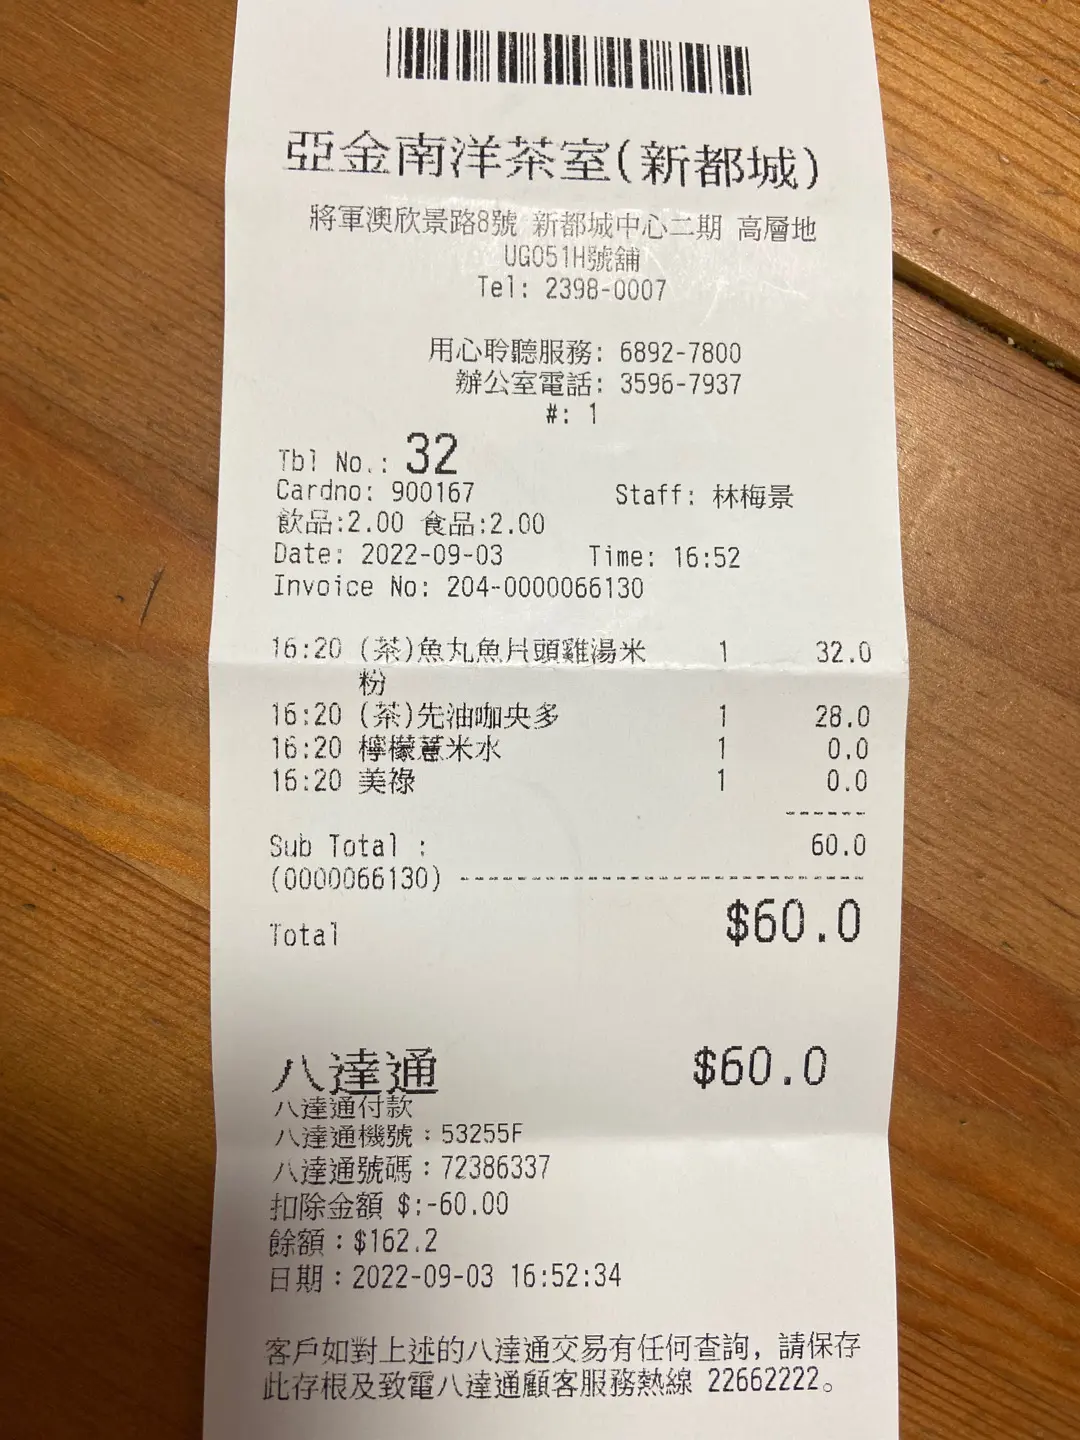 亞金南洋茶室(新都城)
將軍澳欣景路8號 新都城中心二期 高層地
UG051H號舖
Tel: 2398-0007
用心聆聽服務: 6892-7800
辦公室電話: 3596-7937
#: 1
Tbl No.: 32
Cardno: 900167 Staff: 林梅景
飲品:2.00 食品:2.00
Date: 2022-09-03 Time: 16:52
Invoice No: 204-0000066130
16:20 (茶)魚丸魚片頭雞湯米 1 32.0
粉
16:20 (茶)先油咖央多 1 28.0
16:20 檸檬薏米水 1 0.0
16:20 美祿 1 0.0
Sub Total : 60.0
(0000066130)
Total $60.0
八達通 $60.0
八達通付款
八達通機號：53255F
八達通號碼：72386337
扣除金額 $:-60.00
餘額：$162.2
日期：2022-09-03 16:52:34
客戶如對上述的八達通交易有任何查詢, 請保存
此存根及致電八達通顧客服務熱線 22662222。